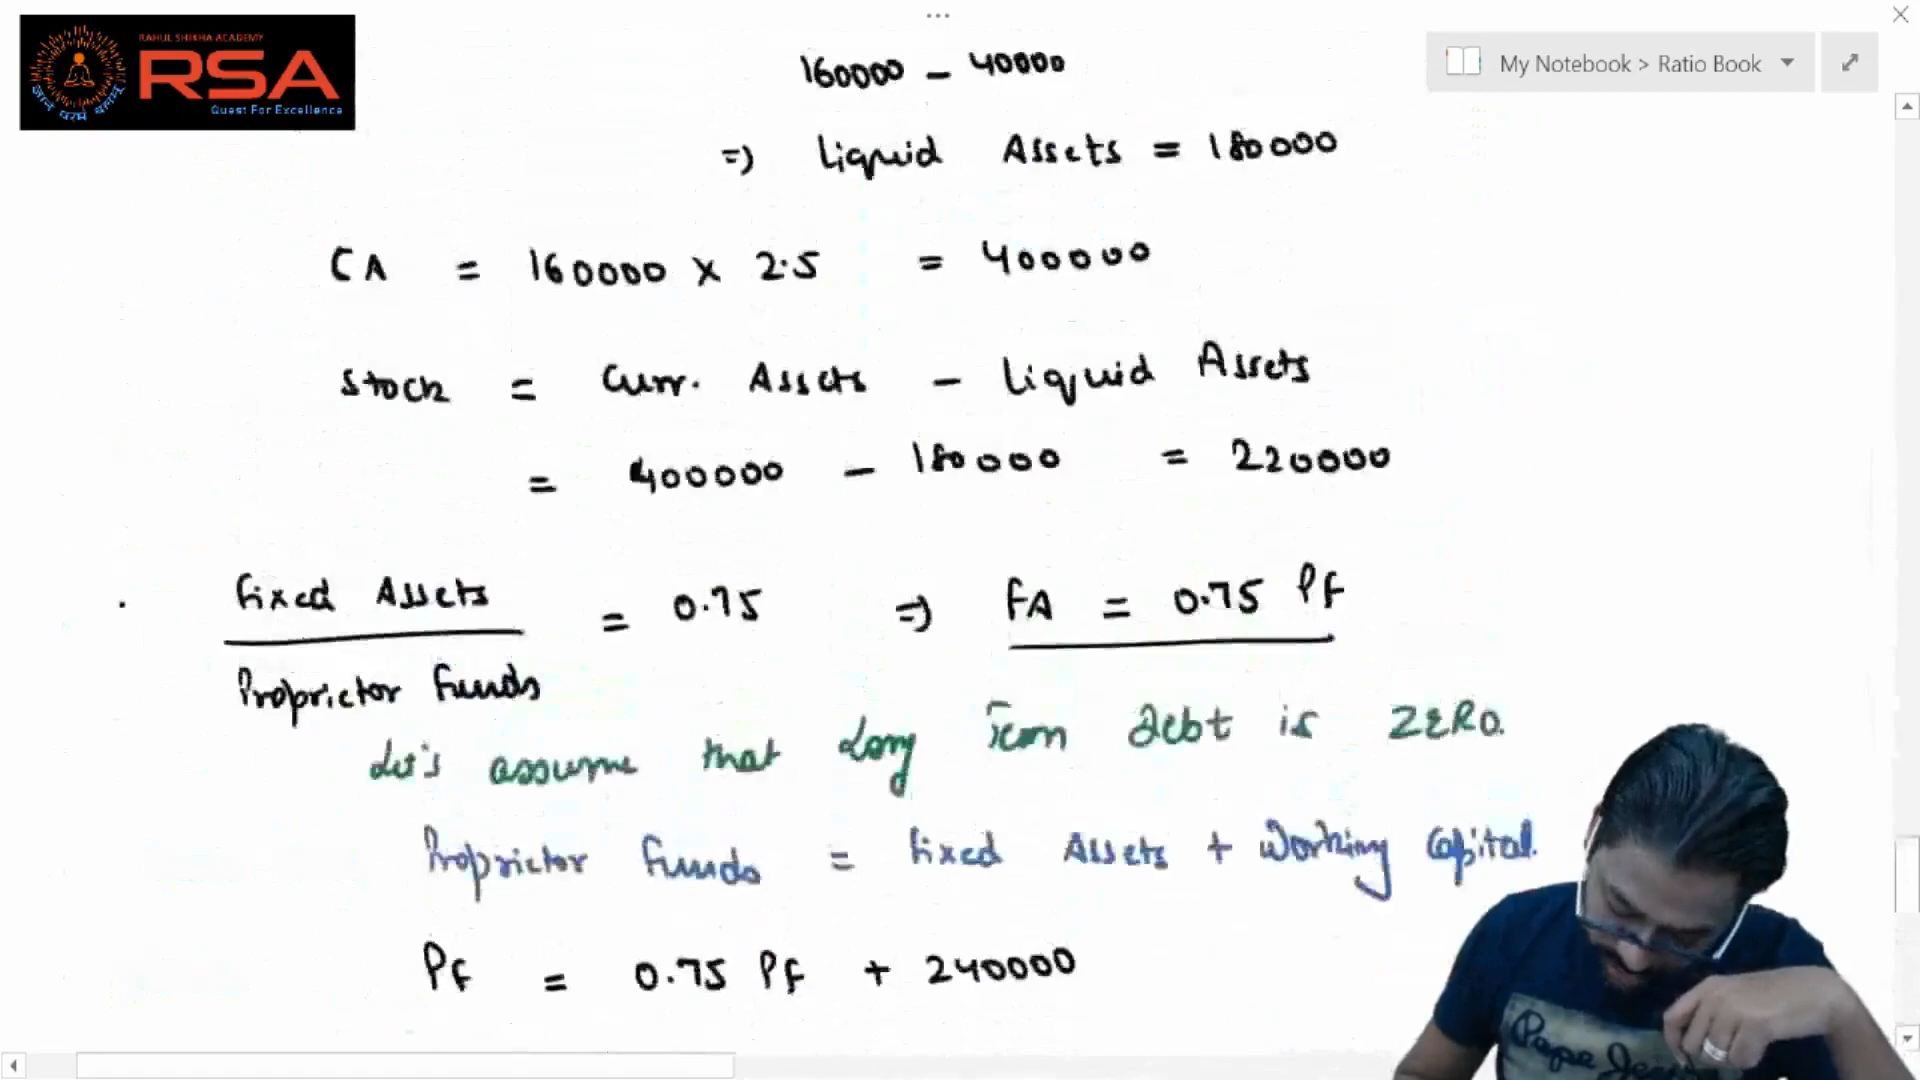 ...
RAHUL SHIKHA ACADEMY
RSA
Quest For Excellence
My Notebook > Ratio Book
160000 - 40000
=) Liquid Assets = 180000
CA = 160000 x 2.5 = 400000
Stock = Curr. Assets - Liquid Assets
= 400000 - 180000 = 220000
Fixed Assets
= 0.75 =) FA = 0.75 PF
Proprietor Funds
Let's assume that Long Term Debt is ZERO.
Proprietor Funds = Fixed Assets + Working Capital.
PF = 0.75 PF + 240000
Pepe Jeans